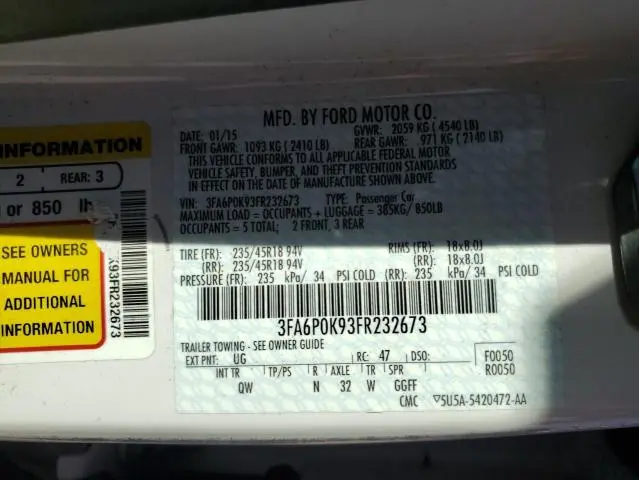 MFD. BY FORD MOTOR CO.
DATE: 01/15 GVWR: 2059 KG ( 4540 LB)
FRONT GAWR: 1093 KG ( 2410 LB) REAR GAWR: 971 KG ( 2140 LB)
THIS VEHICLE CONFORMS TO ALL APPLICABLE FEDERAL MOTOR
VEHICLE SAFETY, BUMPER, AND THEFT PREVENTION STANDARDS
IN EFFECT ON THE DATE OF MANUFACTURE SHOWN ABOVE.
VIN: 3FA6P0K93FR232673 TYPE: Passenger Car
MAXIMUM LOAD = OCCUPANTS + LUGGAGE = 385KG/ 850LB
OCCUPANTS = 5 TOTAL; 2 FRONT, 3 REAR
TIRE (FR): 235/45R18 94V RIMS (FR): 18x8.0J
(RR): 235/45R18 94V (RR): 18x8.0J
PRESSURE (FR): 235 kPa/ 34 PSI COLD (RR): 235 kPa/ 34 PSI COLD
3FA6P0K93FR232673
TRAILER TOWING - SEE OWNER GUIDE
EXT PNT: UG RC: 47 DSO: F0050
R0050
INT TR TP/PS R AXLE TR SPR
QW N 32 W GGFF
CMC ▽5U5A-5420472-AA
INFORMATION
2 REAR: 3
or 850 lb
SEE OWNERS
MANUAL FOR
ADDITIONAL
INFORMATION
K93FR232673